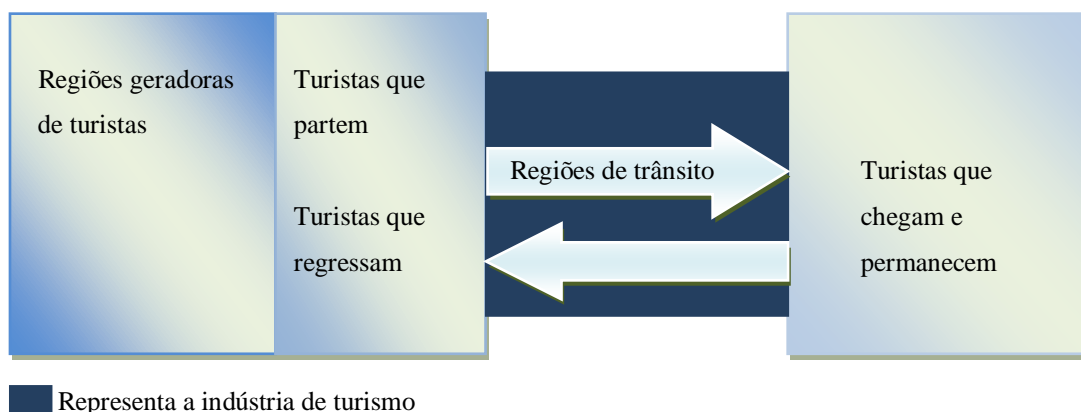 Regiões geradoras
de turistas
Turistas que
partem
Turistas que
regressam
Regiões de trânsito
Turistas que
chegam e
permanecem
Representa a indústria de turismo